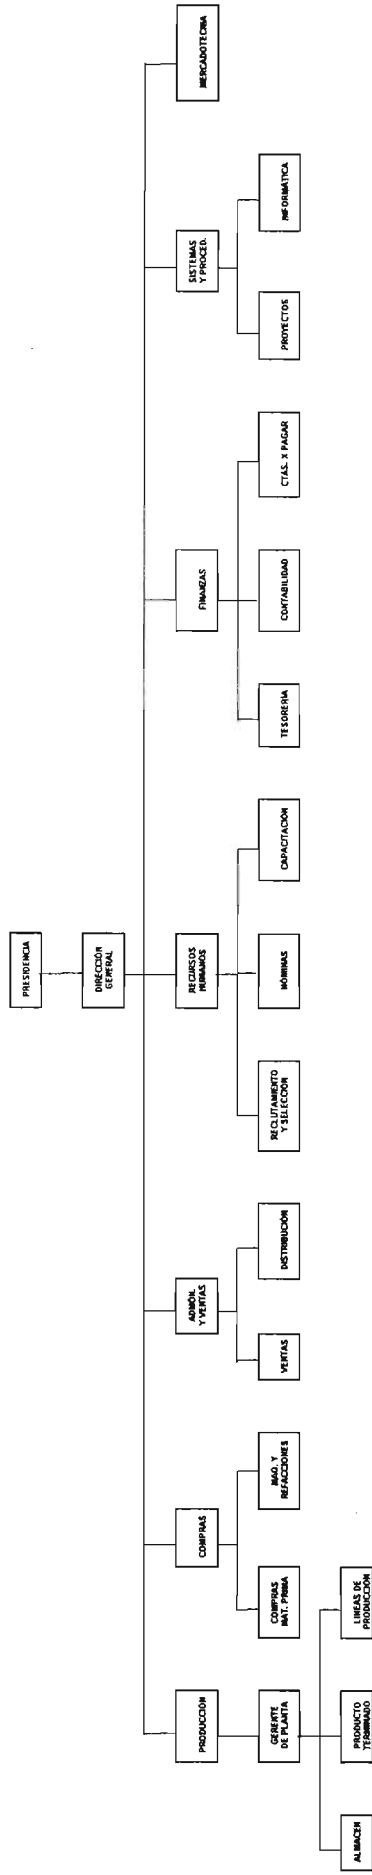 PRESIDENCIA
DIRECCIÓN
GENERAL
PRODUCCIÓN
COMPRAS
ADMÓN.
Y VENTAS
RECURSOS
HUMANOS
FINANZAS
SISTEMAS
Y PROCED.
MERCADOTECNIA
GERENTE
DE PLANTA
COMPRAS
MAT. PRIMA
MAQ. Y
REFACCIONES
VENTAS
DISTRIBUCIÓN
RECLUTAMIENTO
Y SELECCIÓN
NÓMINAS
CAPACITACIÓN
TESORERÍA
CONTABILIDAD
CTAS. X PAGAR
PROYECTOS
INFORMÁTICA
ALMACEN
PRODUCTO
TERMINADO
LINEAS DE
PRODUCCIÓN